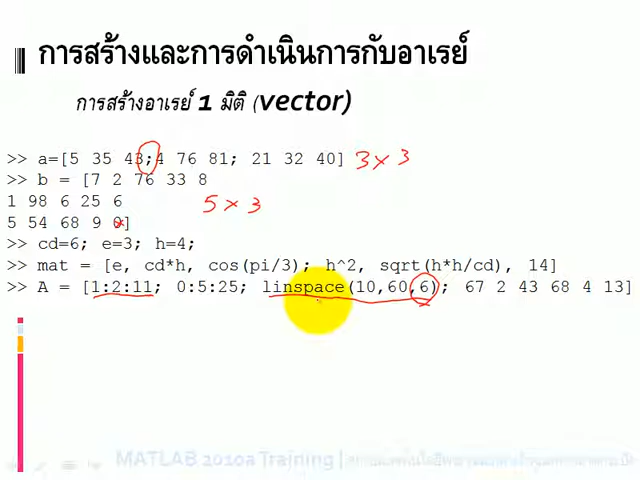 การสร้างและการดำเนินการกับอาเรย์
การสร้างอาเรย์ 1 มิติ (vector)
>> a=[5 35 43;4 76 81; 21 32 40] 3×3
>> b = [7 2 76 33 8
1 98 6 25 6 5×3
5 54 68 9 0]
>> cd=6; e=3; h=4;
>> mat = [e, cd*h, cos(pi/3); h^2, sqrt(h*h/cd), 14]
>> A = [1:2:11; 0:5:25; linspace(10,60,6); 67 2 43 68 4 13]
MATLAB 2010a Training |